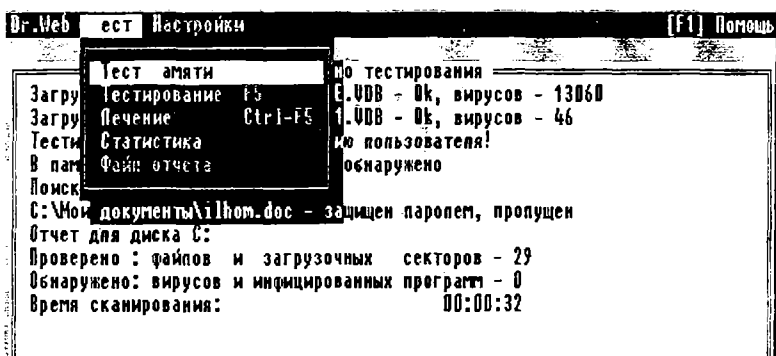 Dr.Web ест Настройки [F1] Помощь
Тест амяти но тестирования
Загру Тестирование F5 E.VDB - Ok, вирусов - 13060
Загру Лечение Ctrl-F5 1.VDB - Ok, вирусов - 46
Тести Статистика ию пользователя!
В пам Файл отчета обнаружено
Поиск
C:\Мои документы\ilhom.doc - защищен паролем, пропущен
Отчет для диска C:
Проверено : файлов и загрузочных секторов - 29
Обнаружено: вирусов и инфицированных программ - 0
Время сканирования: 00:00:32